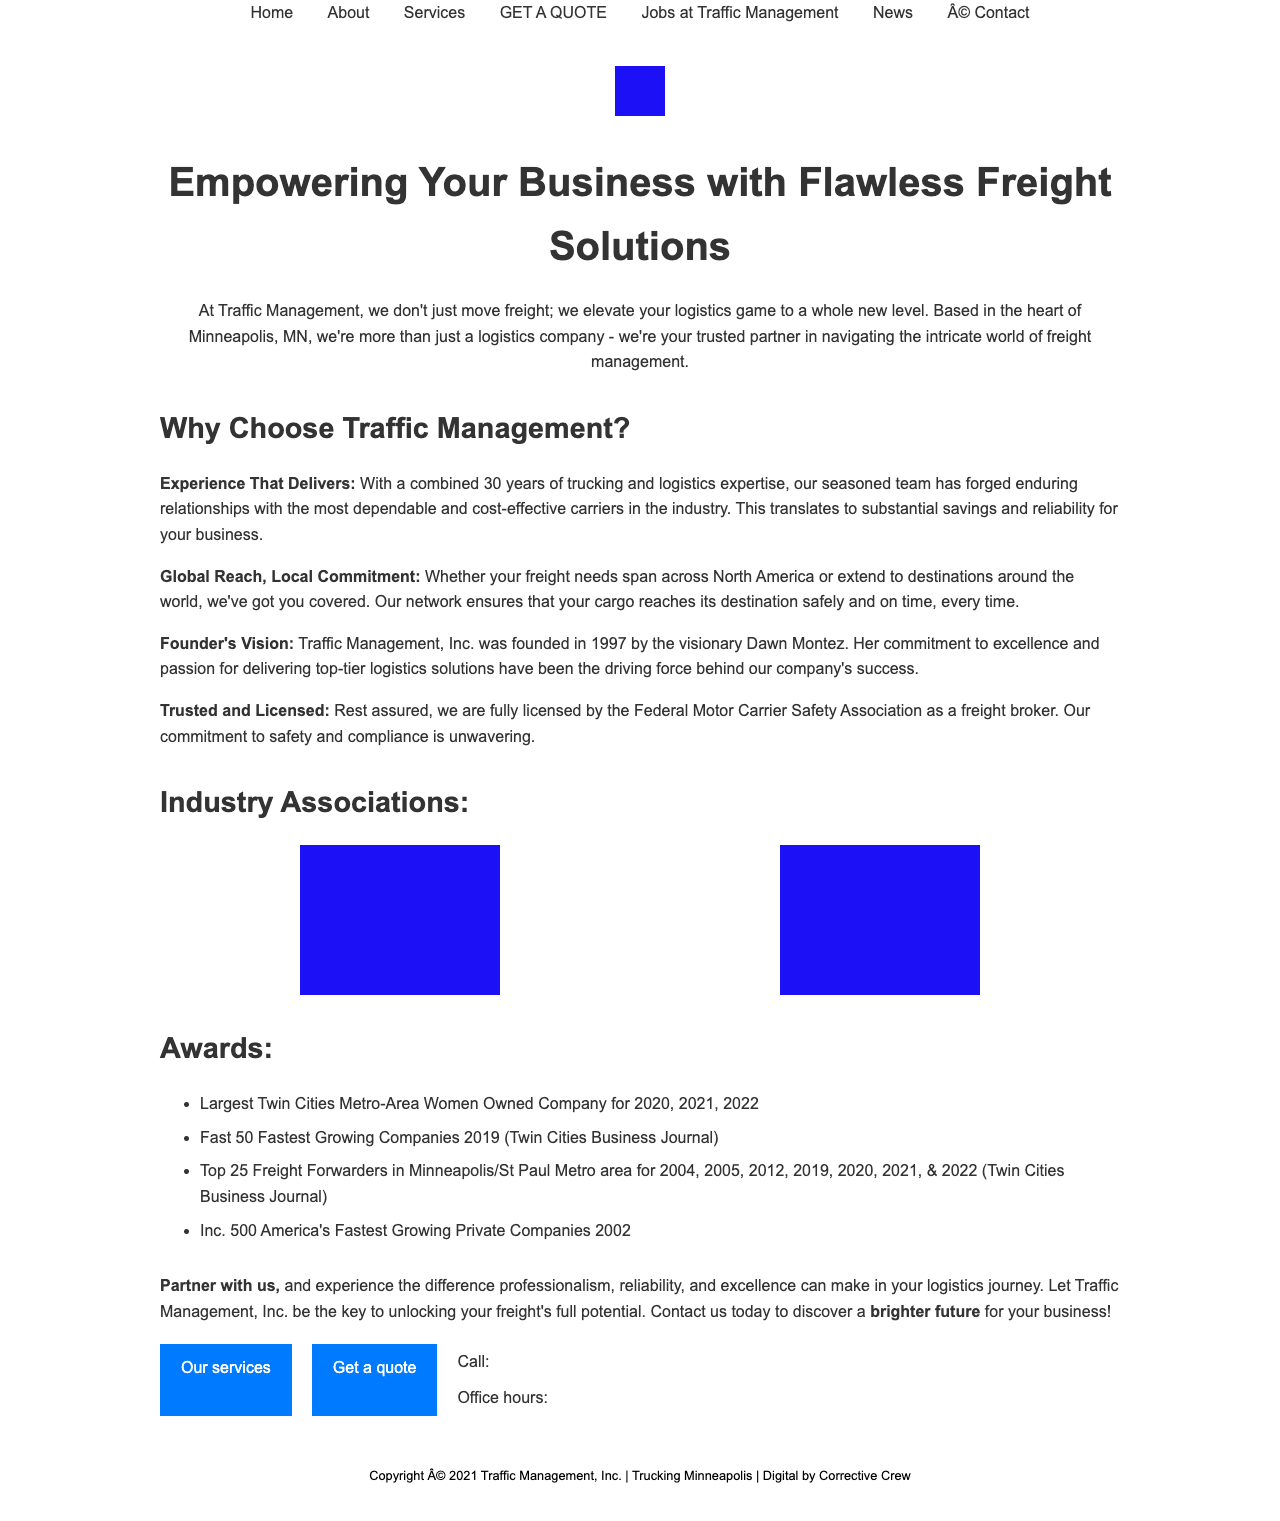 Home About Services GET A QUOTE Jobs at Traffic Management News Â© Contact
Empowering Your Business with Flawless Freight
Solutions
At Traffic Management, we don't just move freight; we elevate your logistics game to a whole new level. Based in the heart of
Minneapolis, MN, we're more than just a logistics company - we're your trusted partner in navigating the intricate world of freight
management.
Why Choose Traffic Management?
Experience That Delivers: With a combined 30 years of trucking and logistics expertise, our seasoned team has forged enduring
relationships with the most dependable and cost-effective carriers in the industry. This translates to substantial savings and reliability for
your business.
Global Reach, Local Commitment: Whether your freight needs span across North America or extend to destinations around the
world, we've got you covered. Our network ensures that your cargo reaches its destination safely and on time, every time.
Founder's Vision: Traffic Management, Inc. was founded in 1997 by the visionary Dawn Montez. Her commitment to excellence and
passion for delivering top-tier logistics solutions have been the driving force behind our company's success.
Trusted and Licensed: Rest assured, we are fully licensed by the Federal Motor Carrier Safety Association as a freight broker. Our
commitment to safety and compliance is unwavering.
Industry Associations:
Awards:
• Largest Twin Cities Metro-Area Women Owned Company for 2020, 2021, 2022
• Fast 50 Fastest Growing Companies 2019 (Twin Cities Business Journal)
• Top 25 Freight Forwarders in Minneapolis/St Paul Metro area for 2004, 2005, 2012, 2019, 2020, 2021, & 2022 (Twin Cities
Business Journal)
• Inc. 500 America's Fastest Growing Private Companies 2002
Partner with us, and experience the difference professionalism, reliability, and excellence can make in your logistics journey. Let Traffic
Management, Inc. be the key to unlocking your freight's full potential. Contact us today to discover a brighter future for your business!
Our services Get a quote Call:
Office hours:
Copyright Â© 2021 Traffic Management, Inc. | Trucking Minneapolis | Digital by Corrective Crew